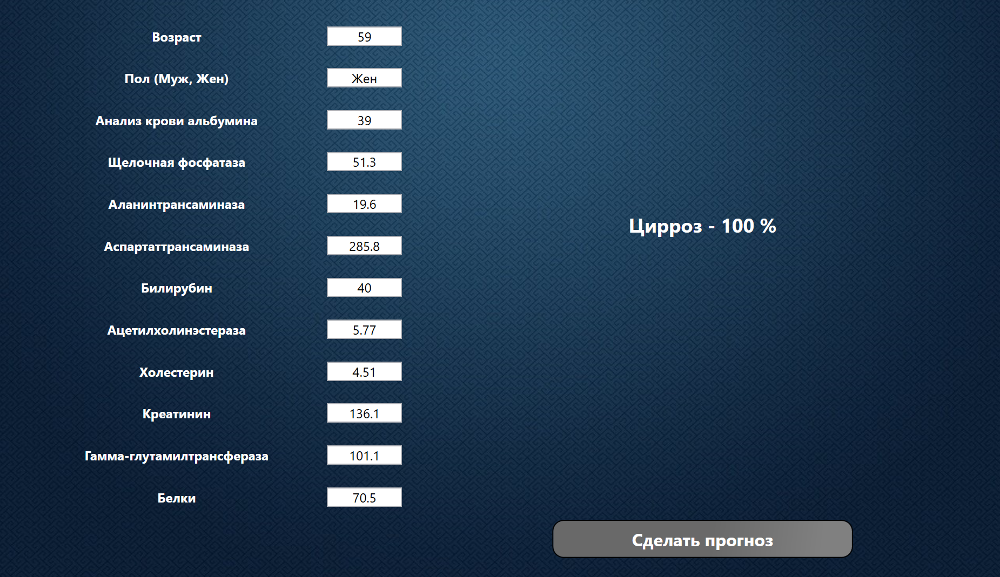 Возраст 59
Пол (Муж, Жен) Жен
Анализ крови альбумина 39
Щелочная фосфатаза 51.3
Аланинтрансаминаза 19.6
Цирроз - 100 %
Аспартаттрансаминаза 285.8
Билирубин 40
Ацетилхолинэстераза 5.77
Холестерин 4.51
Креатинин 136.1
Гамма-глутамилтрансфераза 101.1
Белки 70.5
Сделать прогноз